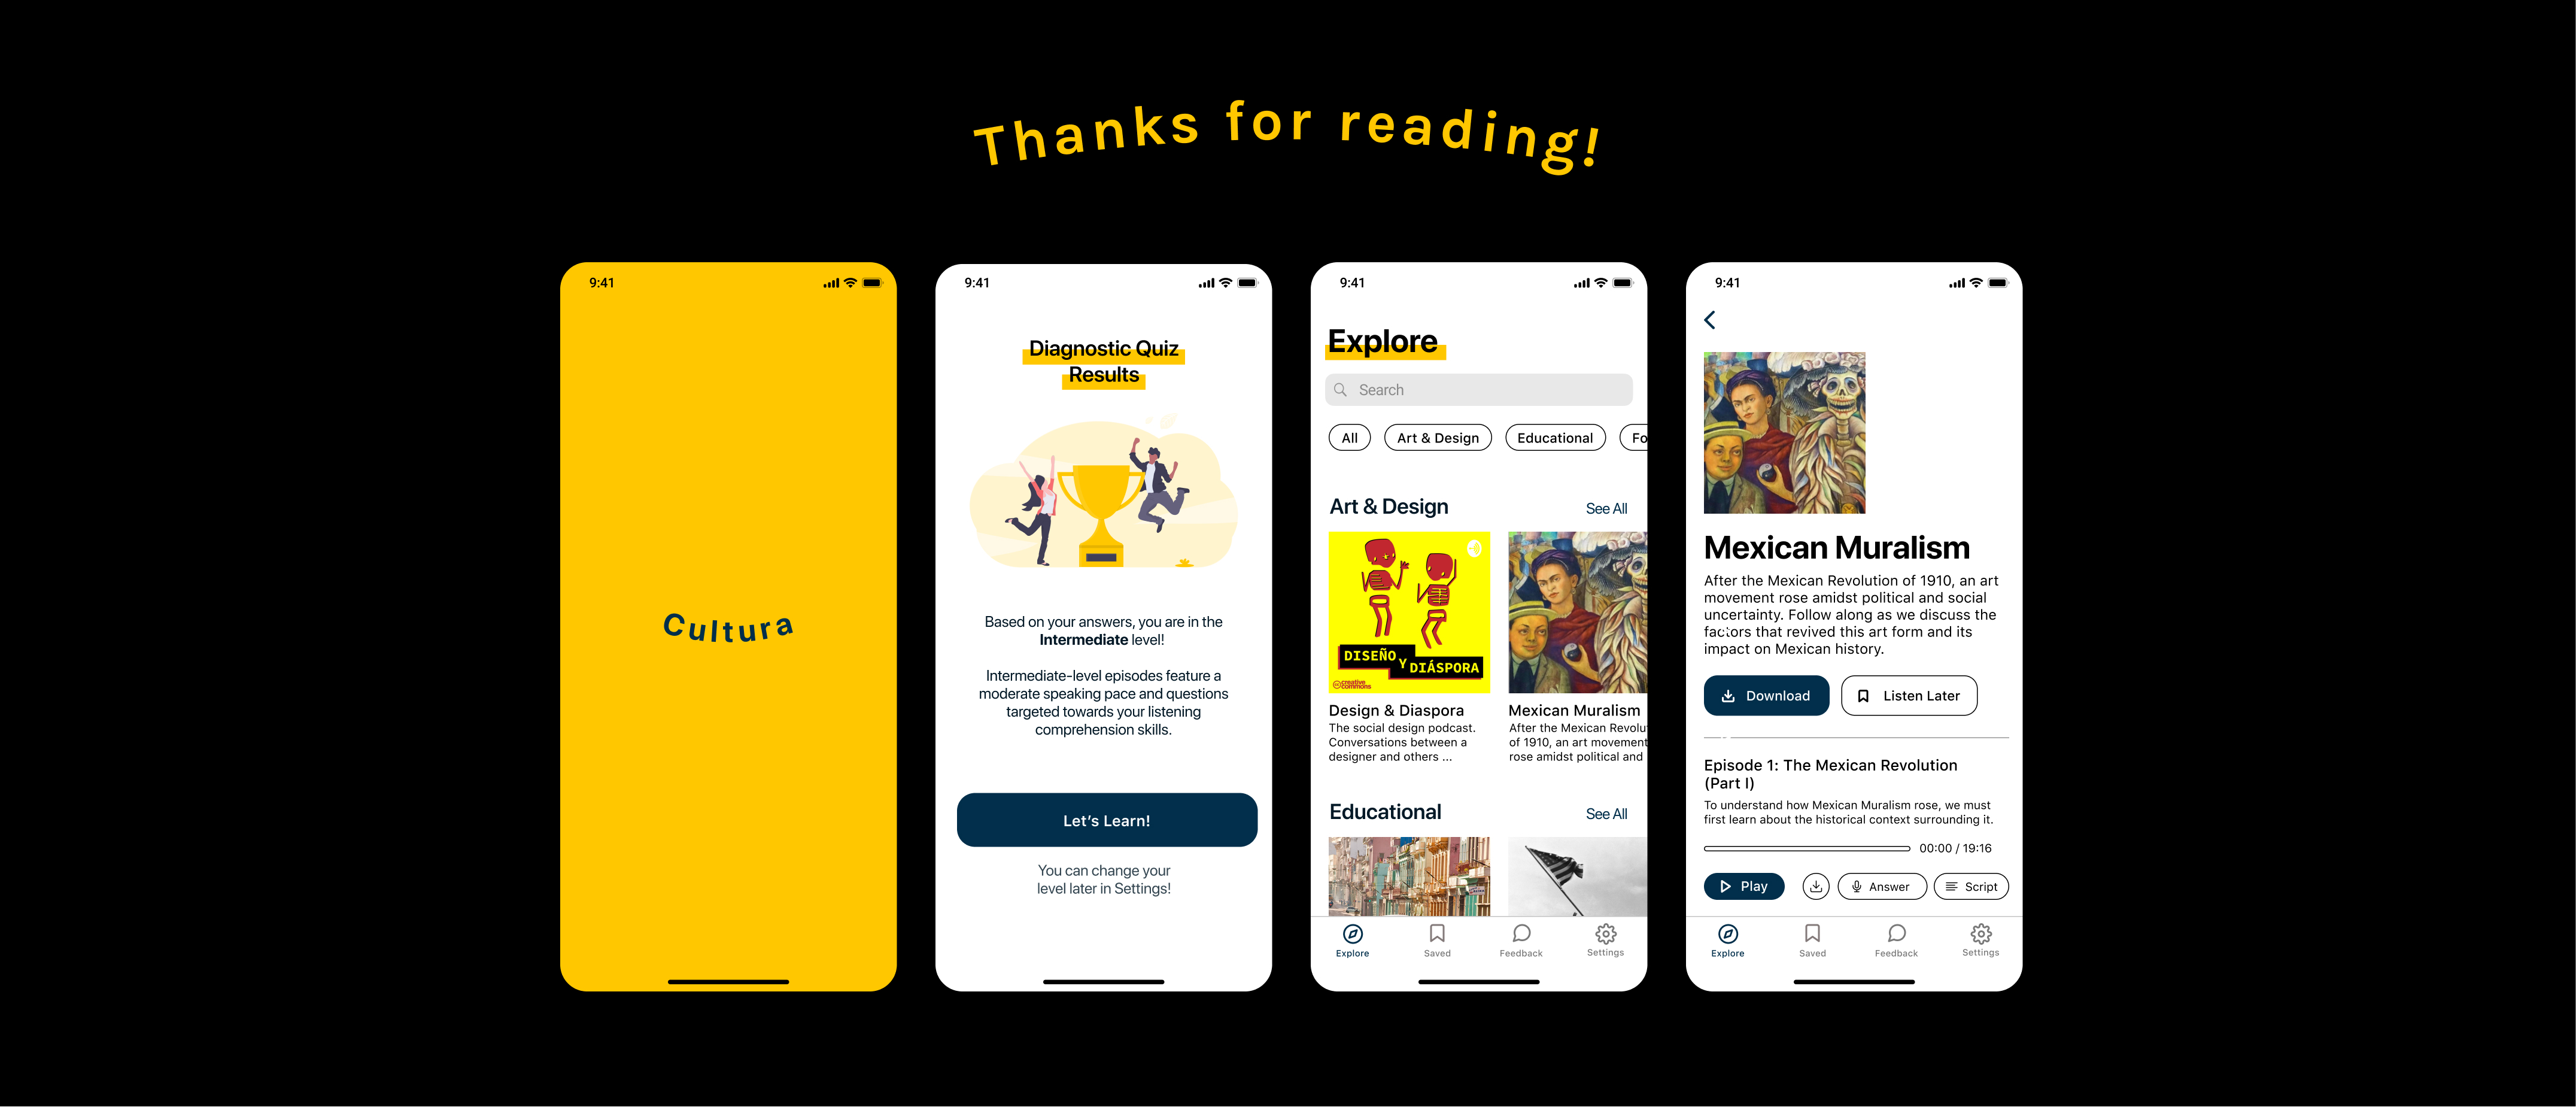 Thanks for reading!
9:41
Cultura
9:41
Diagnostic Quiz
Results
Based on your answers, you are in the
Intermediate level!
Intermediate-level episodes feature a
moderate speaking pace and questions
targeted towards your listening
comprehension skills.
Let's Learn!
You can change your
level later in Settings!
9:41
Explore
Search
All
Art & Design
Educational
Fo
Art & Design
See All
DISEÑO
Y
DIÁSPORA
creative
commons
Design & Diaspora
The social design podcast.
Conversations between a
designer and others ...
Mexican Muralism
After the Mexican Revolu
of 1910, an art movement
rose amidst political and
Educational
See All
Explore
Saved
Feedback
Settings
9:41
Mexican Muralism
After the Mexican Revolution of 1910, an art
movement rose amidst political and social
uncertainty. Follow along as we discuss the
factors that revived this art form and its
impact on Mexican history.
Download
Listen Later
Episode 1: The Mexican Revolution
(Part I)
To understand how Mexican Muralism rose, we must
first learn about the historical context surrounding it.
00:00 / 19:16
Play
Answer
Script
Explore
Saved
Feedback
Settings